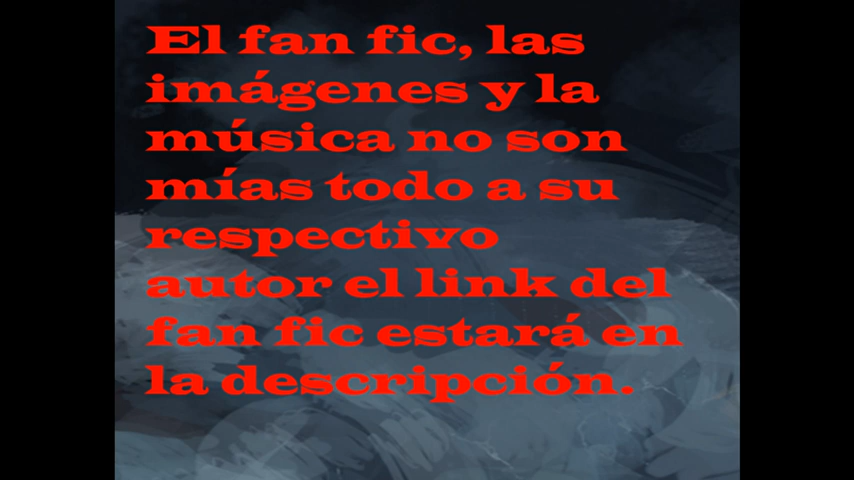 El fan fic, las
imágenes y la
música no son
mías todo a su
respectivo
autor el link del
fan fic estará en
la descripción.